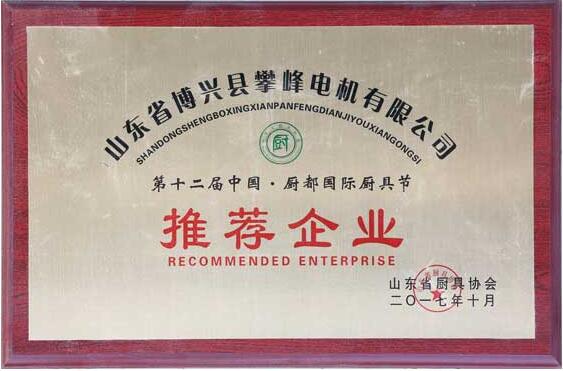 山东省博兴县攀峰电机有限公司
SHANDONGSHENGBOXINGXIANPANFENGDIANJIYOUXIANGONGSI
厨
第十二届中国·厨都国际厨具节
推荐企业
RECOMMENDED ENTERPRISE
山东省厨具协会
二〇一七年十月